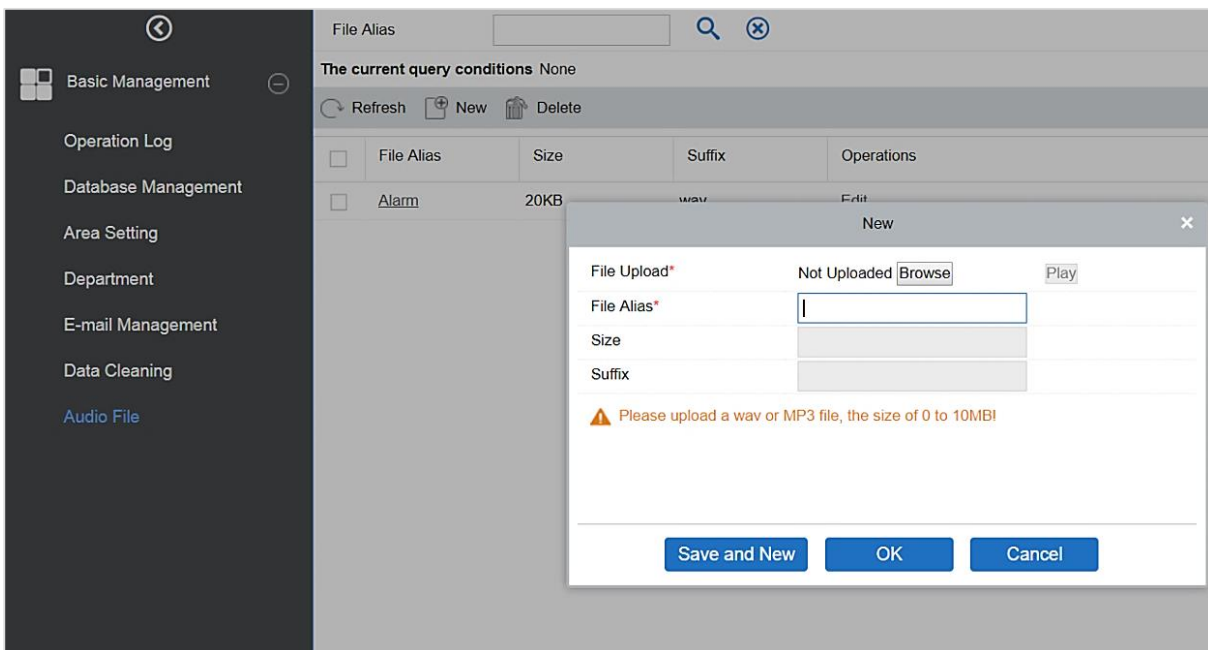 File Alias
Basic Management
The current query conditions None
Refresh New Delete
Operation Log
Database Management
Area Setting
Department
E-mail Management
Data Cleaning
Audio File
File Alias Size Suffix Operations
Alarm 20KB wav Edit
New
File Upload* Not Uploaded Browse Play
File Alias*
Size
Suffix
Please upload a wav or MP3 file, the size of 0 to 10MB!
Save and New OK Cancel